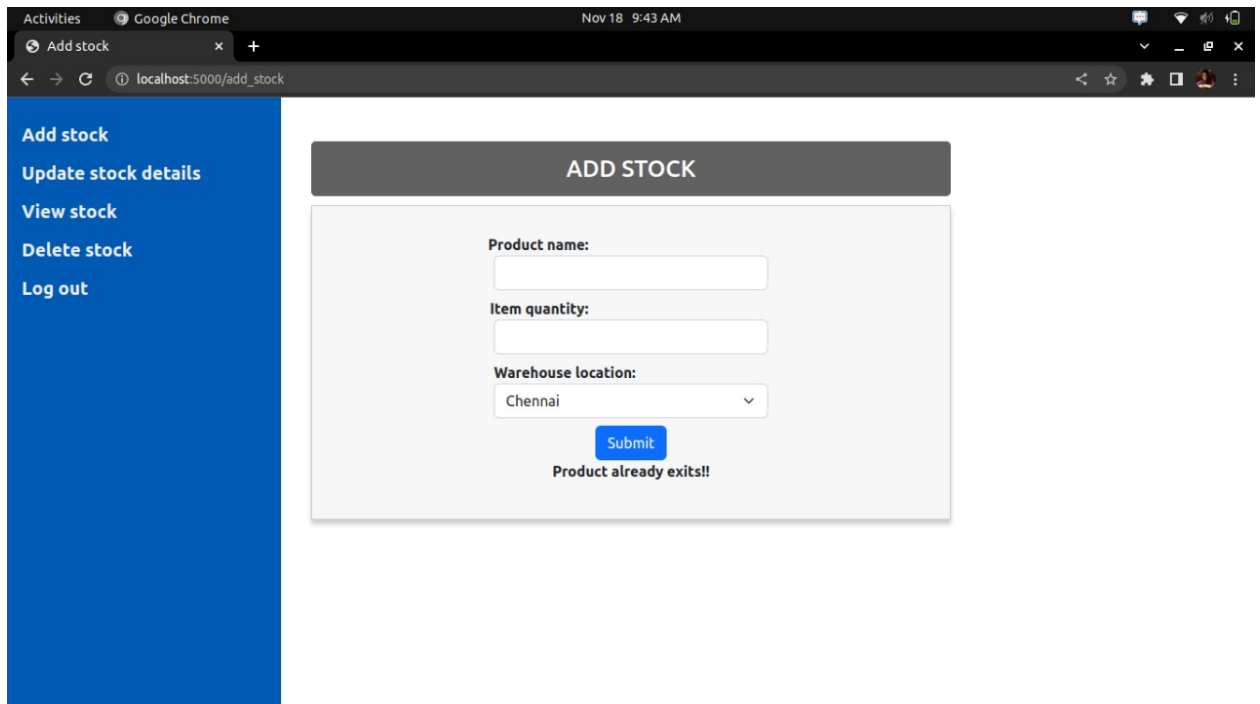 Activities Google Chrome Nov 18 9:43 AM
Add stock
localhost:5000/add_stock
Add stock
Update stock details
View stock
Delete stock
Log out
ADD STOCK
Product name:
Item quantity:
Warehouse location:
Chennai
Submit
Product already exits!!